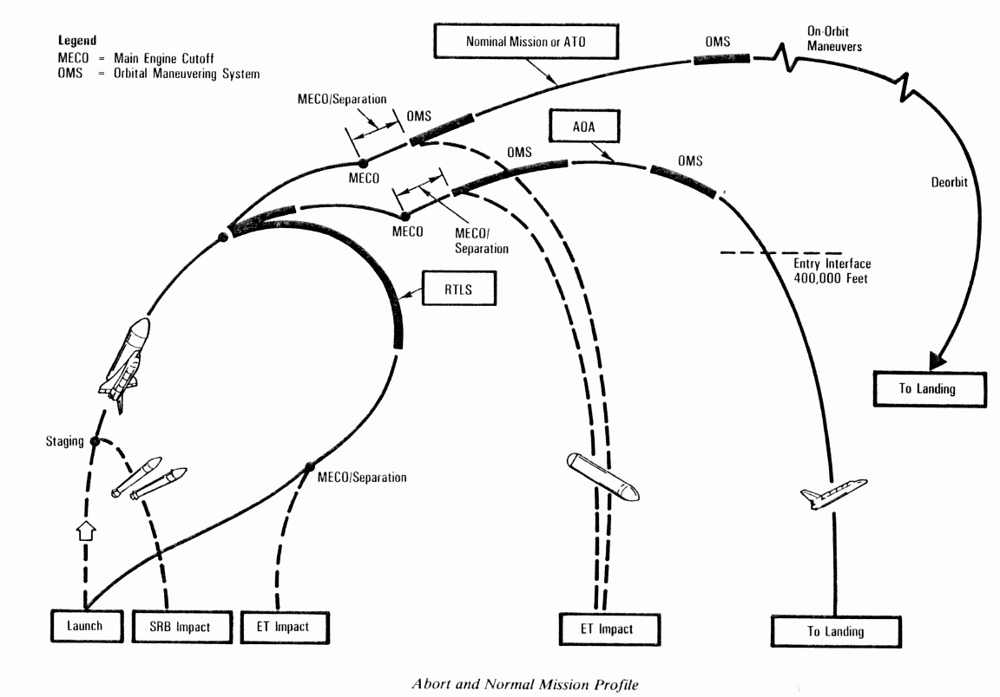 Legend
MECO = Main Engine Cutoff
OMS = Orbital Maneuvering System
Nominal Mission or ATO
OMS
On-Orbit
Maneuvers
MECO/Separation
OMS
AOA
MECO
OMS
OMS
Deorbit
MECO
MECO/
Separation
Entry Interface
400,000 Feet
RTLS
To Landing
Staging
MECO/Separation
Launch
SRB Impact
ET Impact
ET Impact
To Landing
Abort and Normal Mission Profile